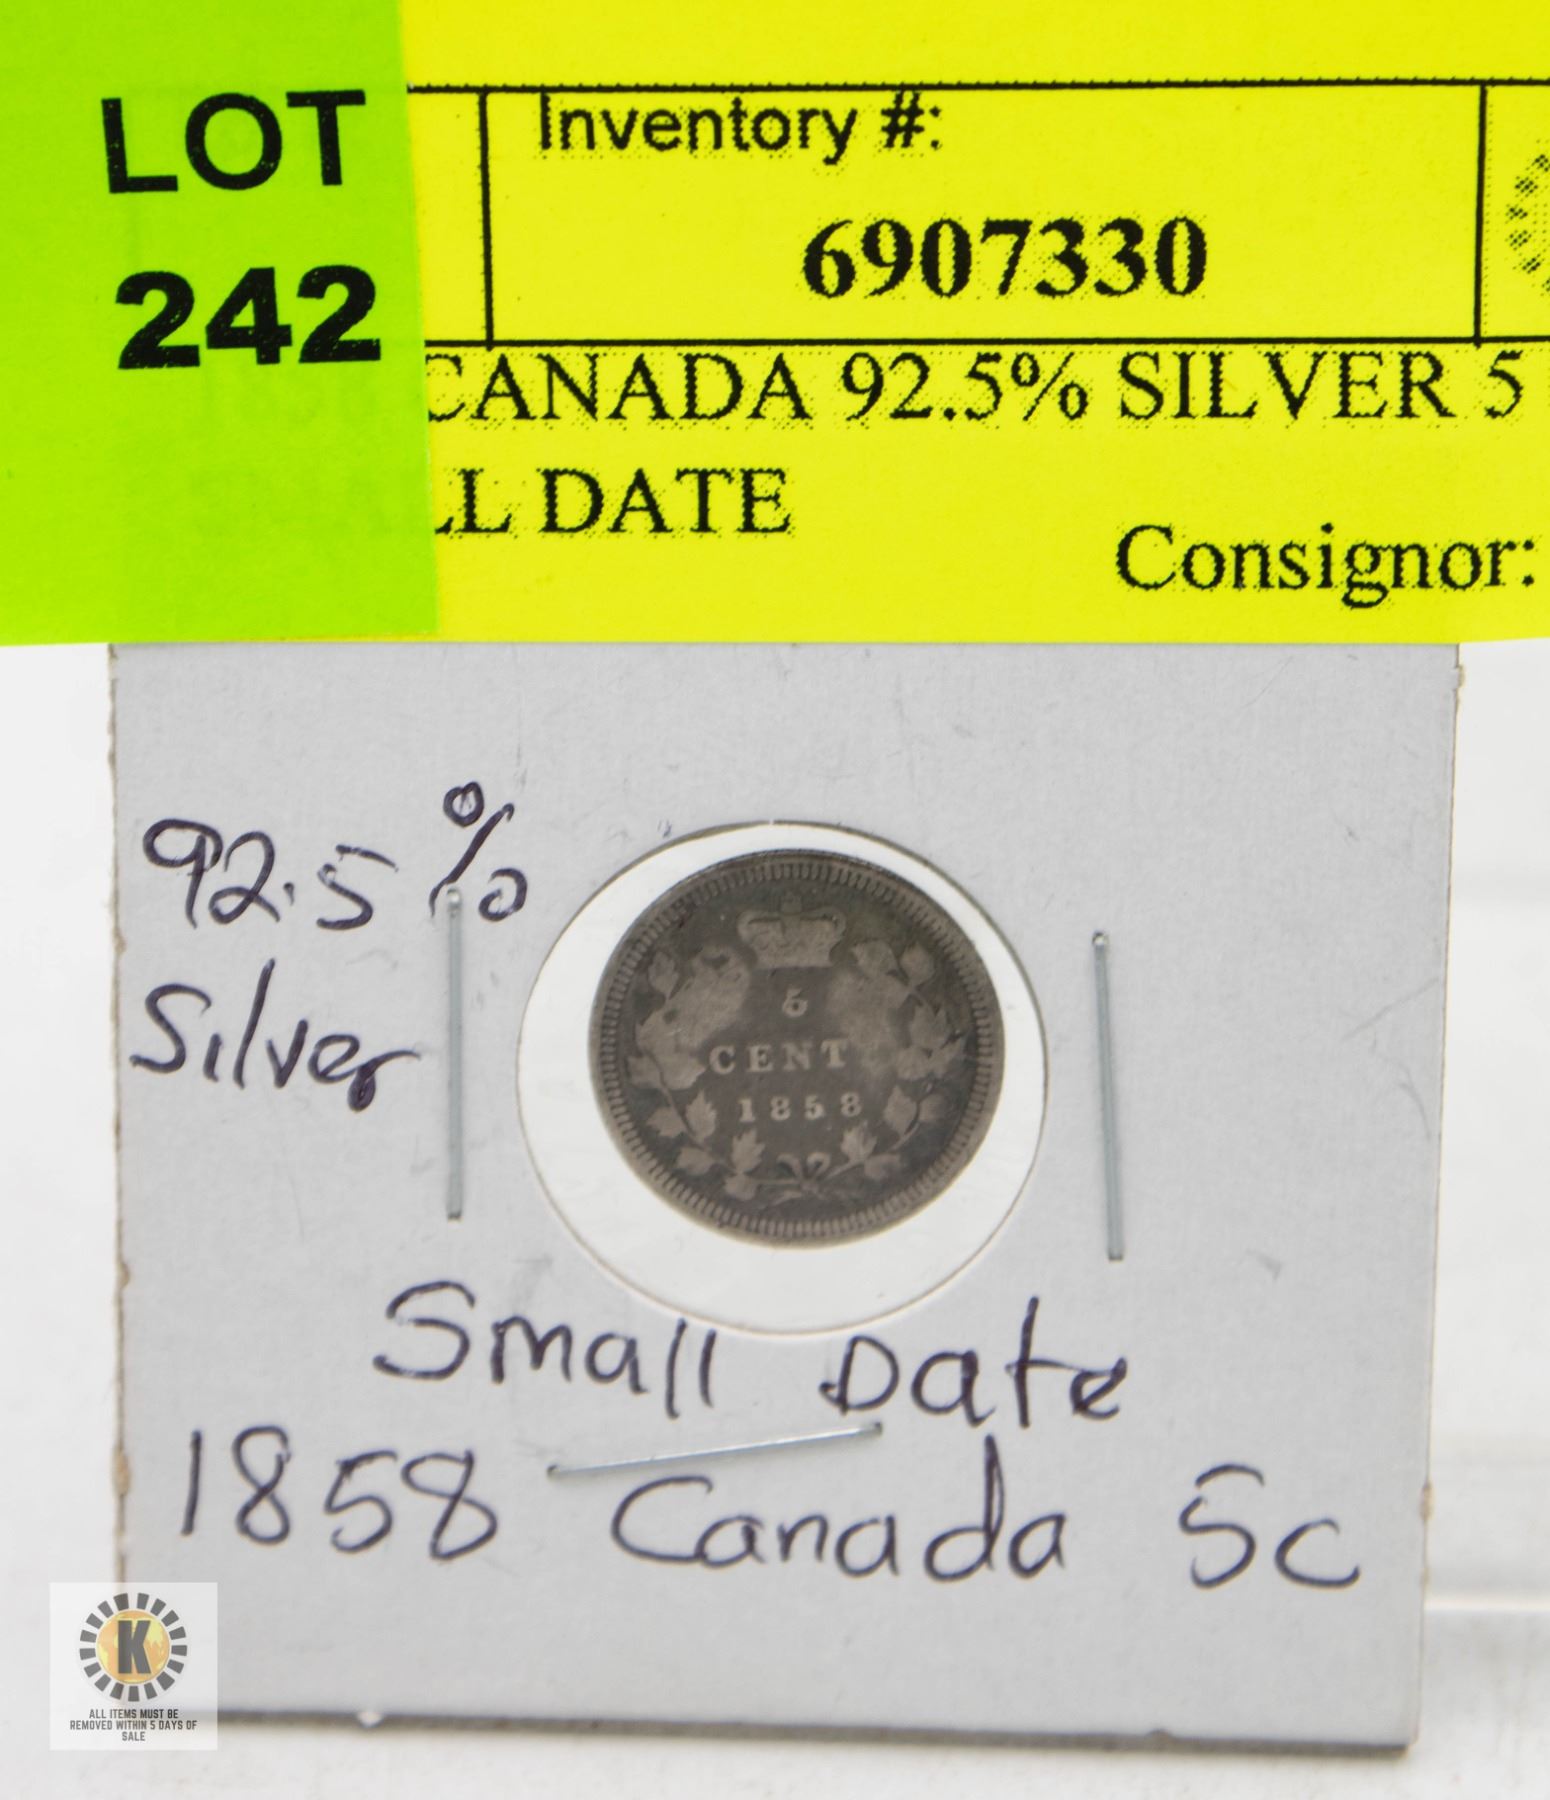 LOT
242
Inventory #:
6907330
CANADA 92.5% SILVER 5
LL DATE
Consignor:
92.5%
Silver
5
CENT
1858
Small Date
1858 Canada 5c
K
ALL ITEMS MUST BE
REMOVED WITHIN 5 DAYS OF
SALE